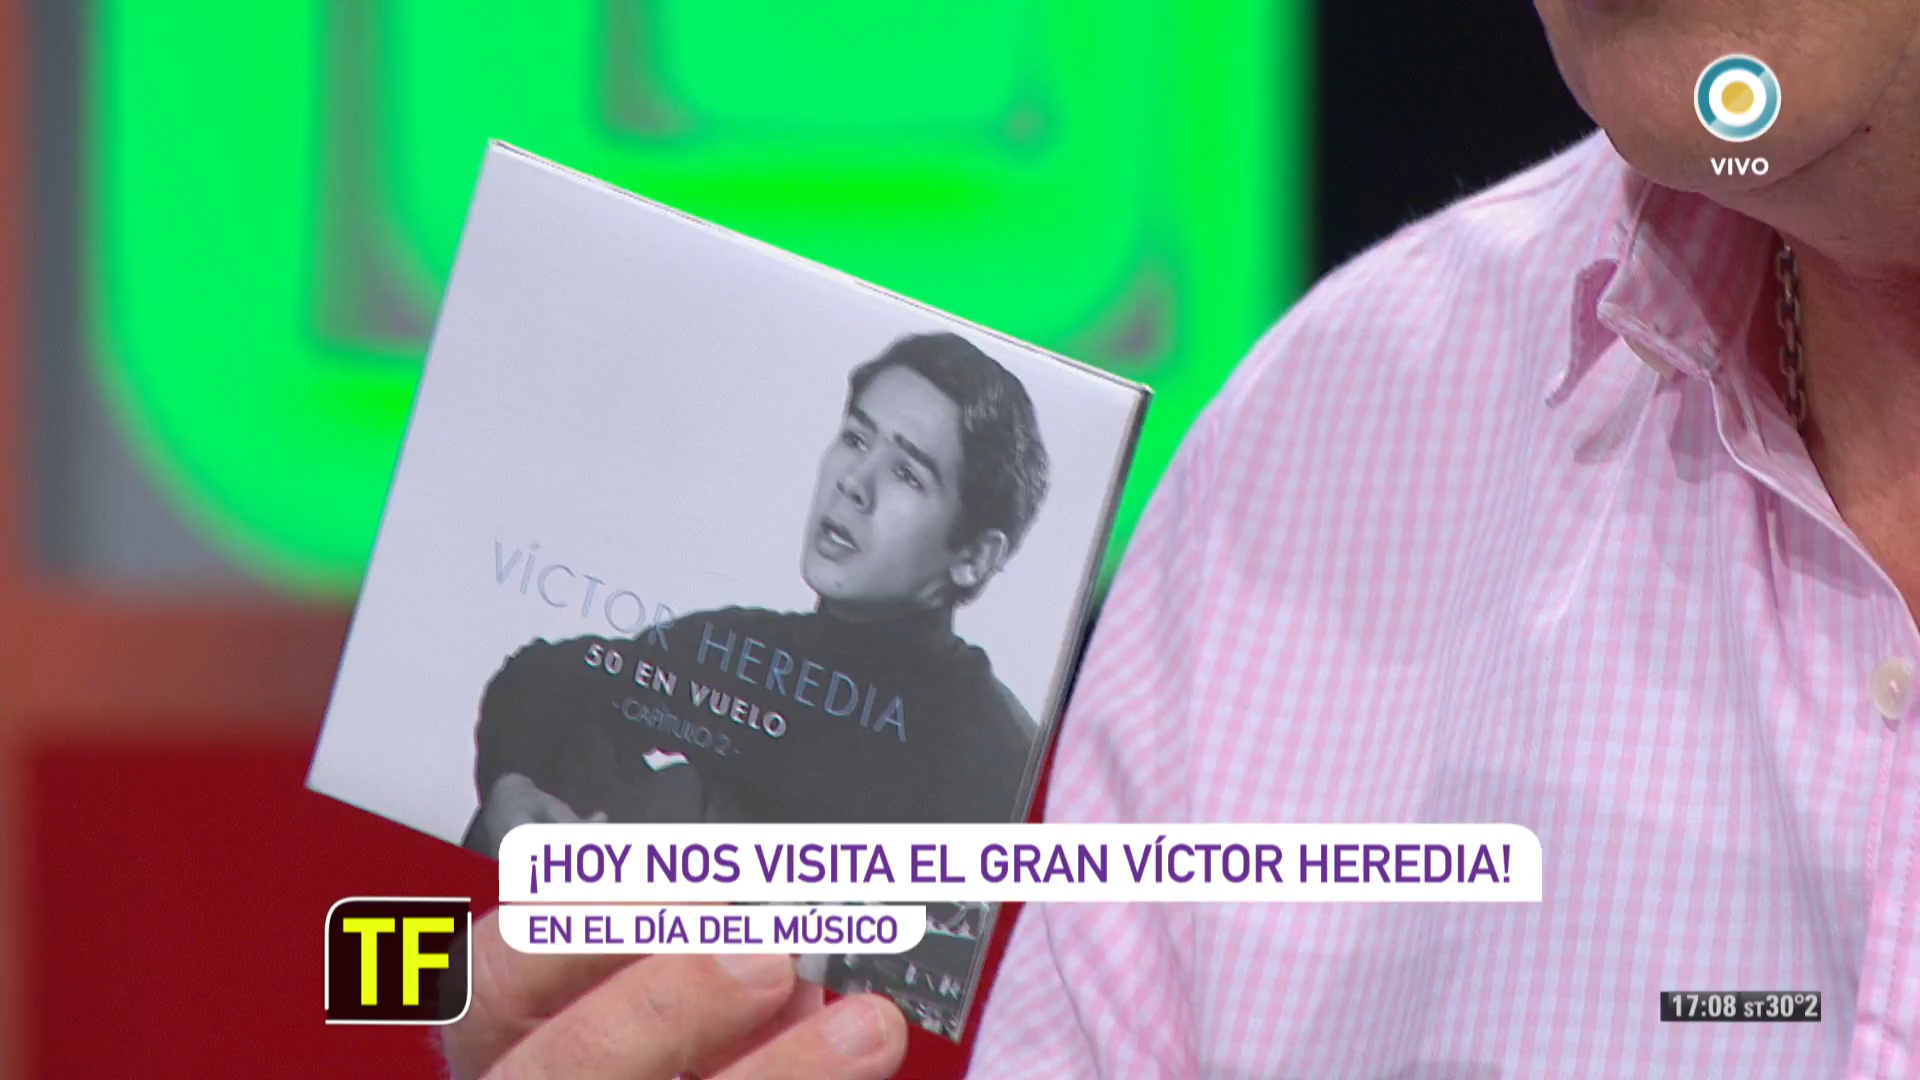 VIVO
VÍCTOR HEREDIA
50 EN VUELO
-CAPÍTULO 2-
¡HOY NOS VISITA EL GRAN VÍCTOR HEREDIA!
EN EL DÍA DEL MÚSICO
TF
17:08 ST30°2